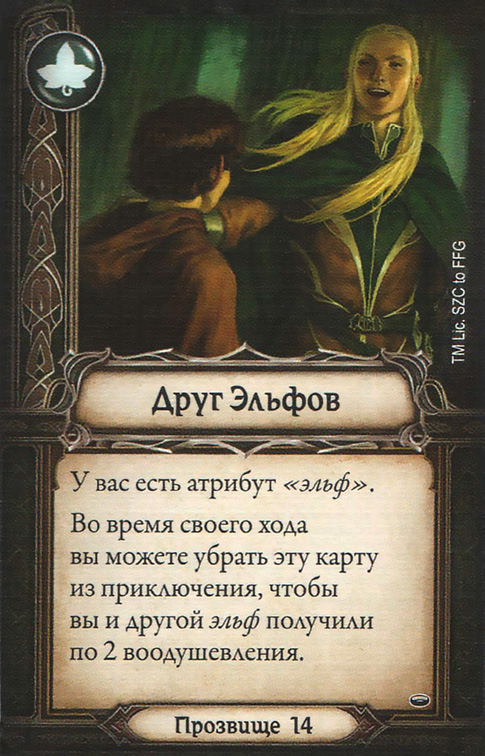 TM Lic. SZC to FFG
Друг Эльфов
У вас есть атрибут «эльф».
Во время своего хода
вы можете убрать эту карту
из приключения, чтобы
вы и другой эльф получили
по 2 воодушевления.
Прозвище 14